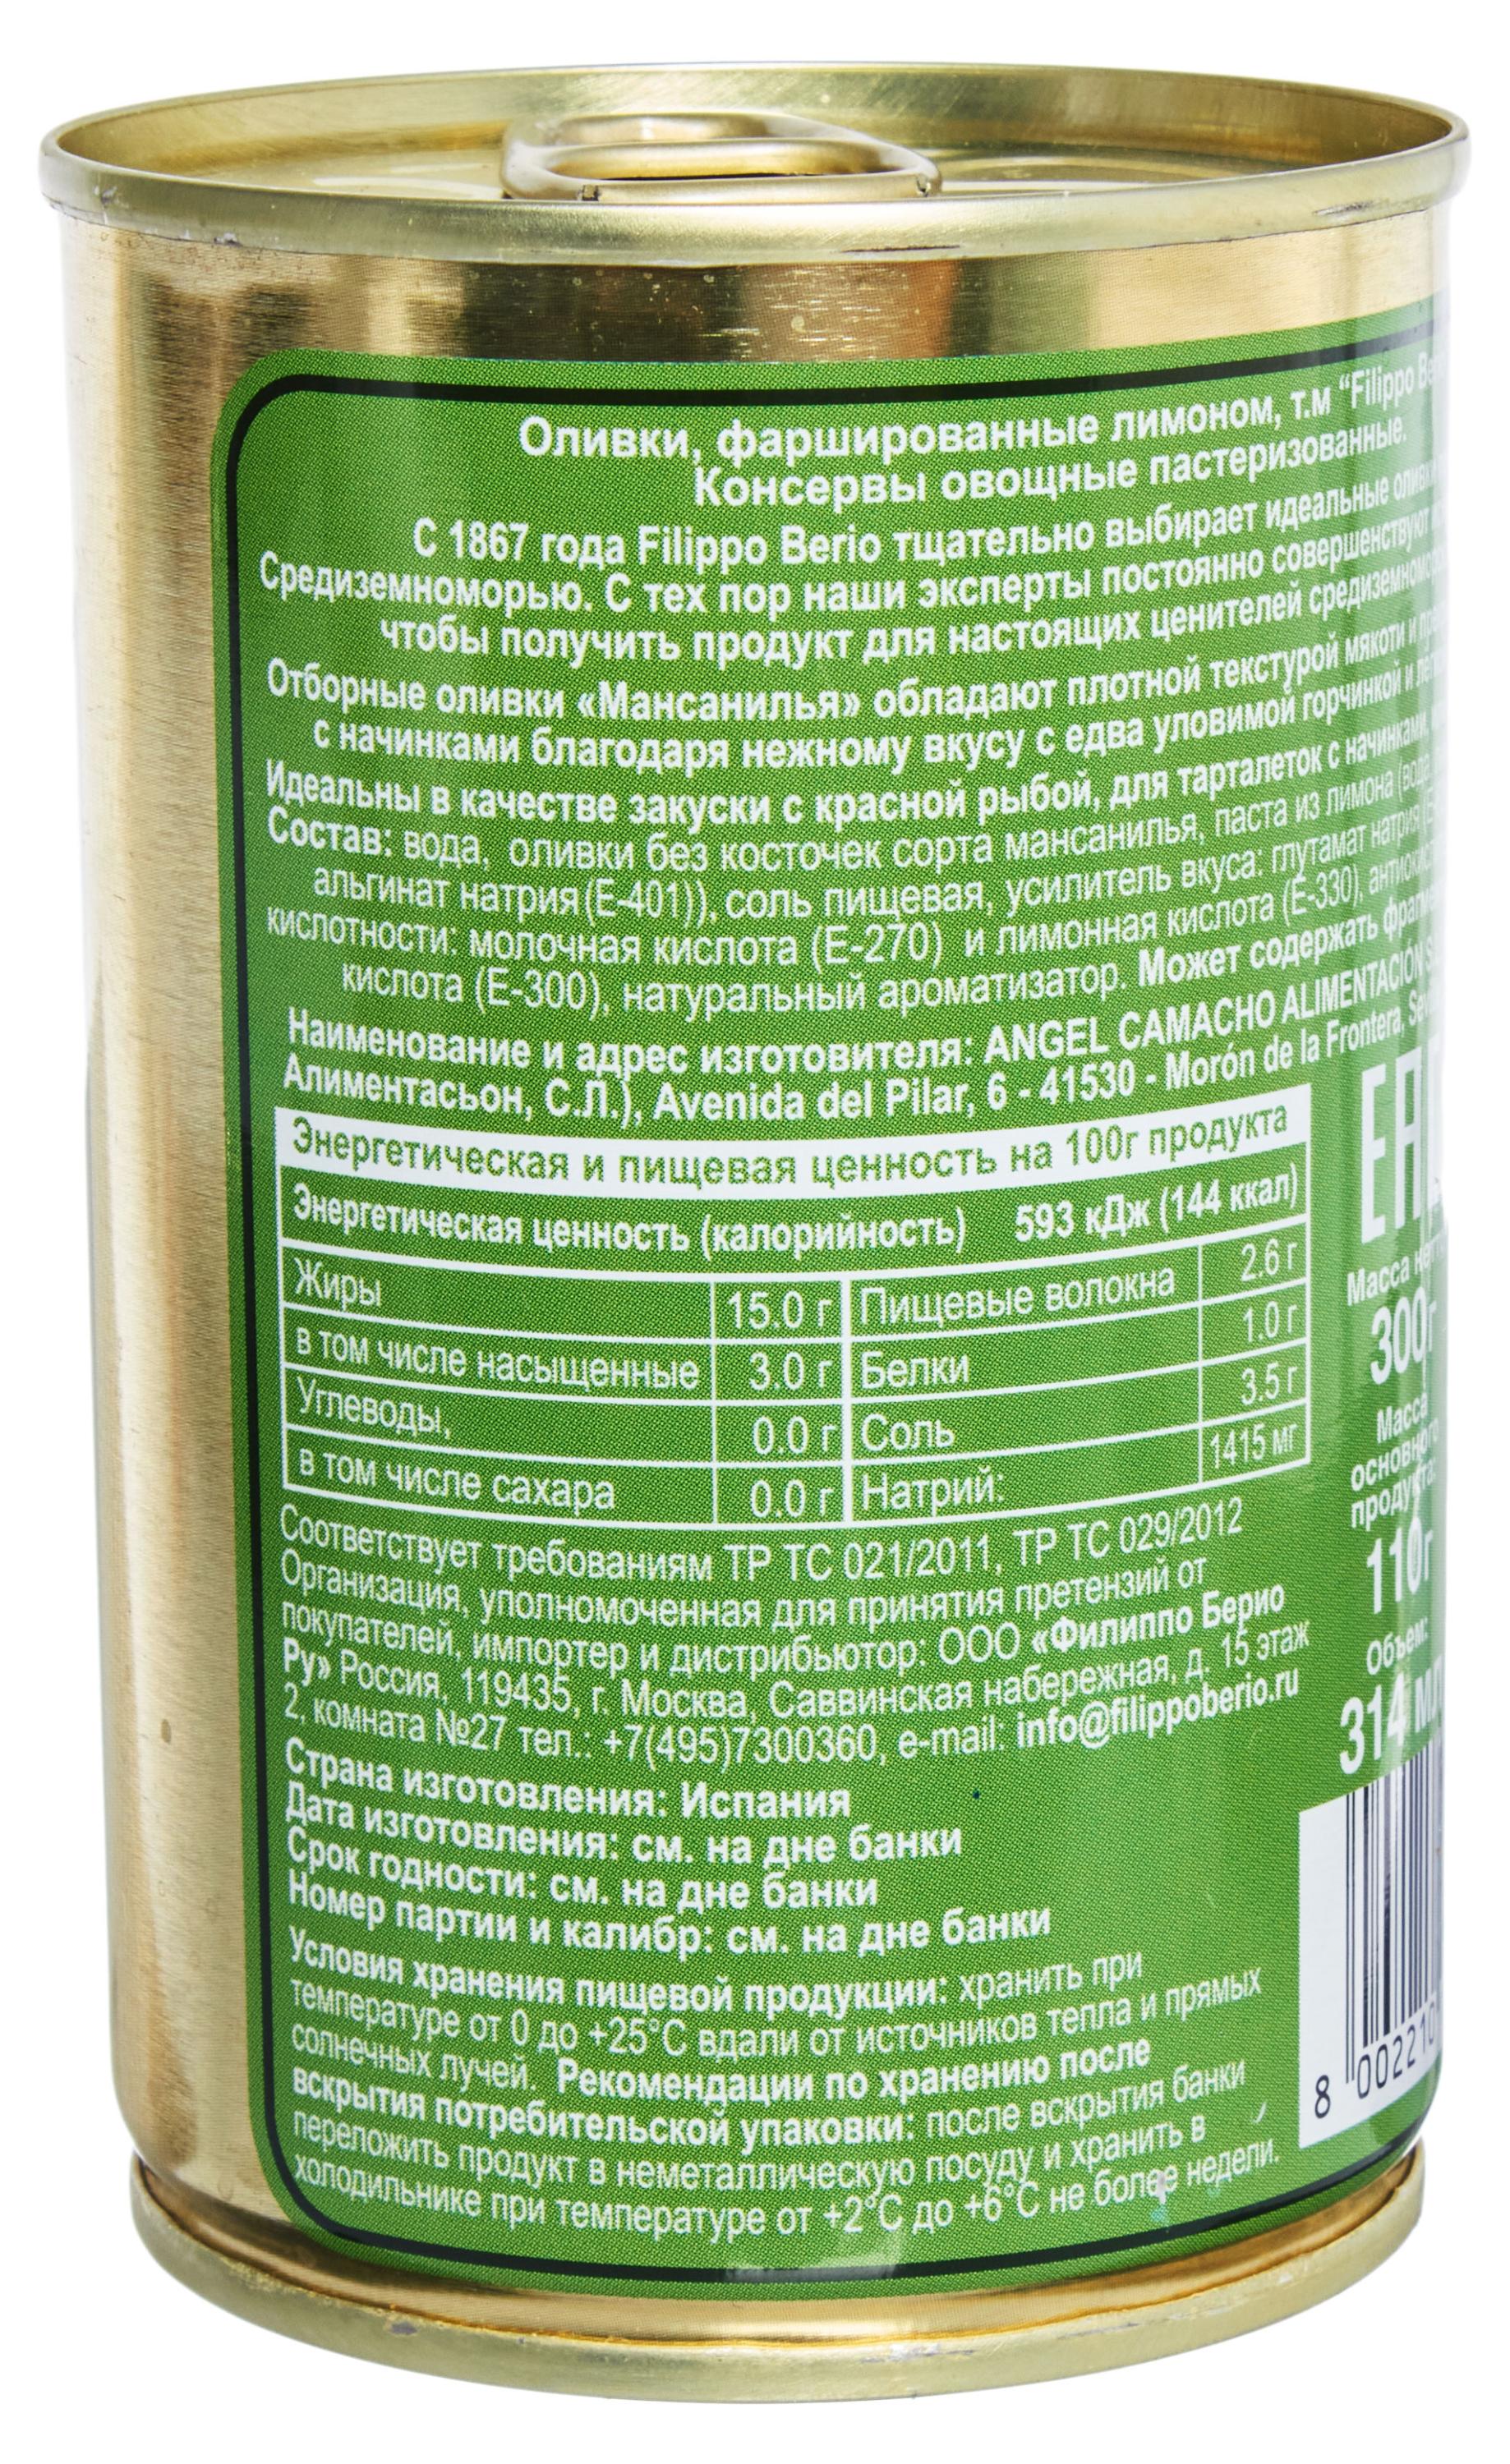 Оливки, фаршированные лимоном, т.м "Filippo
Консервы овощные пастеризованные.
С 1867 года Filippo Berio тщательно выбирает идеальные
Средиземноморью. С тех пор наши эксперты постоянно совершенствуют
чтобы получить продукт для настоящих ценителей
Отборные оливки «Мансанилья» обладают плотной текстурой мякоти и
с начинками благодаря нежному вкусу с едва уловимой горчинкой и
Идеальны в качестве закуски с красной рыбой, для тарталеток с начинками,
Состав: вода, оливки без косточек сорта мансанилья, паста из лимона (вода,
альгинат натрия(Е-401)), соль пищевая, усилитель вкуса: глутамат натрия
кислотности: молочная кислота (Е-270) и лимонная кислота (Е-330),
кислота (Е-300), натуральный ароматизатор. Может содержать
Наименование и адрес изготовителя: ANGEL CAMACHO ALIMENTACIÓN
Алиментасьон, С.Л.), Avenida del Pilar, 6 - 41530 - Morón de la Frontera,
Энергетическая и пищевая ценность на 100г продукта
Энергетическая ценность (калорийность) 593 кДж (144 ккал)
Жиры 15.0 г Пищевые волокна 2.6 г
в том числе насыщенные 3.0 г Белки 1.0 г
Углеводы, 0.0 г Соль 3.5 г
в том числе сахара 0.0 г Натрий: 1415 мг
EAC
Масса
300г
Масса
основного
продукта:
110г
Объем:
314 мл
Соответствует требованиям ТР ТС 021/2011, ТР ТС 029/2012
Организация, уполномоченная для принятия претензий от
покупателей, импортер и дистрибьютор: ООО «Филиппо Берио
Ру» Россия, 119435, г. Москва, Саввинская набережная, д. 15 этаж
2, комната №27 тел.: +7(495)7300360, e-mail: info@filippoberio.ru
Страна изготовления: Испания
Дата изготовления: см. на дне банки
Срок годности: см. на дне банки
Номер партии и калибр: см. на дне банки
Условия хранения пищевой продукции: хранить при
температуре от 0 до +25°С вдали от источников тепла и прямых
солнечных лучей. Рекомендации по хранению после
вскрытия потребительской упаковки: после вскрытия банки
переложить продукт в неметаллическую посуду и хранить в
холодильнике при температуре от +2°С до +6°С не более недели.
8 002210